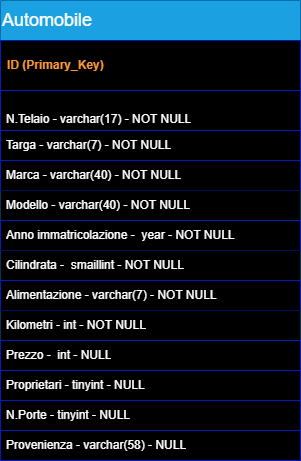 Automobile
ID (Primary_Key)
N.Telaio - varchar(17) - NOT NULL
Targa - varchar(7) - NOT NULL
Marca - varchar(40) - NOT NULL
Modello - varchar(40) - NOT NULL
Anno immatricolazione - year - NOT NULL
Cilindrata - smaillint - NOT NULL
Alimentazione - varchar(7) - NOT NULL
Kilometri - int - NOT NULL
Prezzo - int - NULL
Proprietari - tinyint - NULL
N.Porte - tinyint - NULL
Provenienza - varchar(58) - NULL